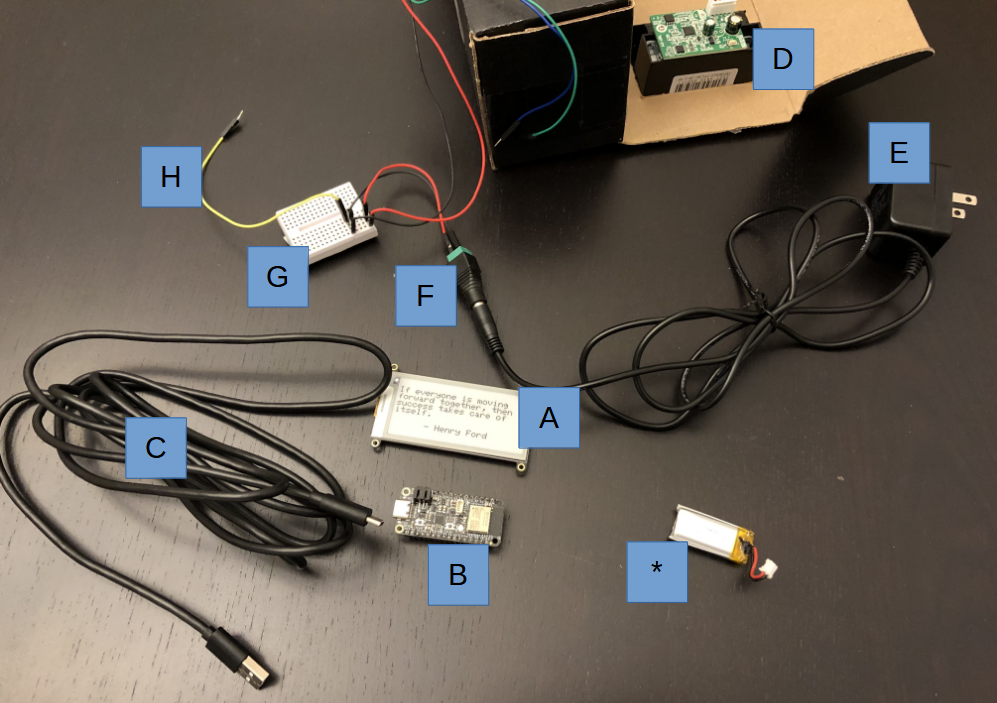 D
E
H
G
F
If everyone is moving
forward together, then
success takes care of
itself.
- Henry Ford
A
C
B
*